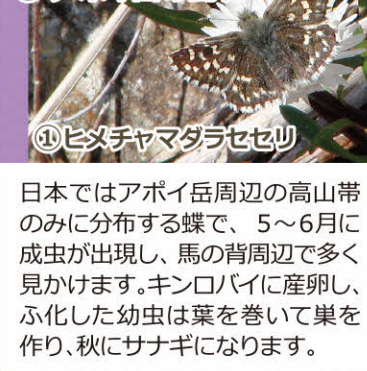 ①ヒメチャマダラセセリ
日本ではアポイ岳周辺の高山帯
のみに分布する蝶で、5～6月に
成虫が出現し、馬の背周辺で多く
見かけます。キンロバイに産卵し、
ふ化した幼虫は葉を巻いて巣を
作り、秋にサナギになります。